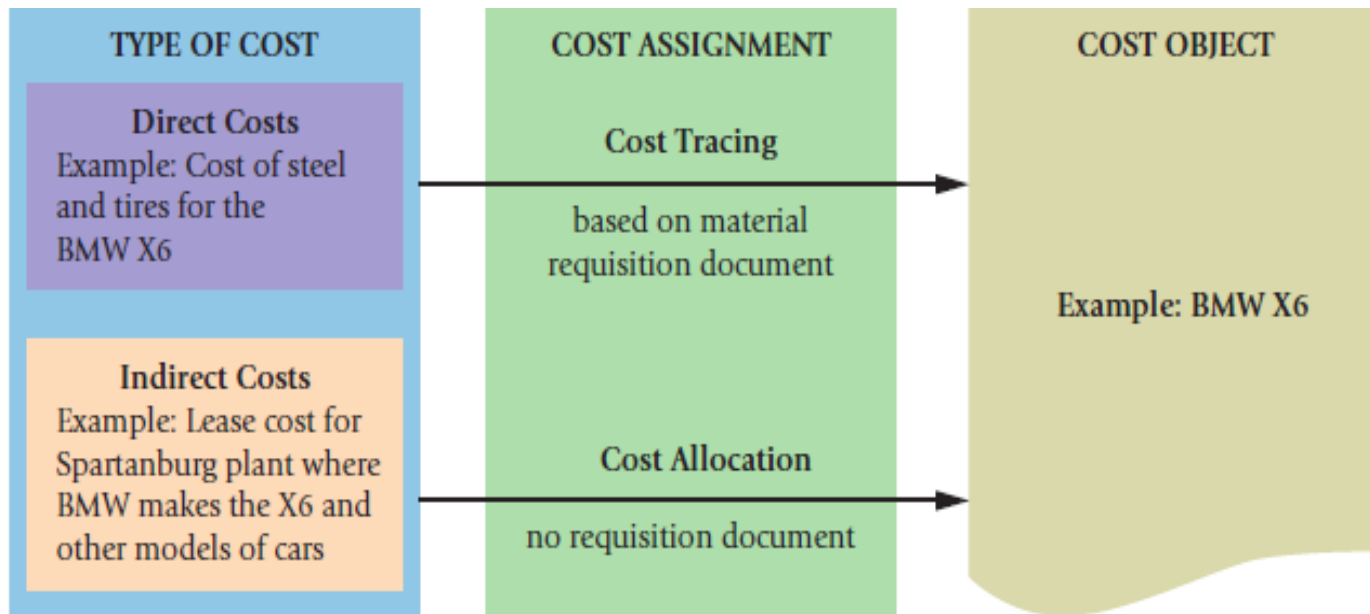 TYPE OF COST
Direct Costs
Example: Cost of steel
and tires for the
BMW X6
Indirect Costs
Example: Lease cost for
Spartanburg plant where
BMW makes the X6 and
other models of cars
COST ASSIGNMENT
Cost Tracing
based on material
requisition document
Cost Allocation
no requisition document
COST OBJECT
Example: BMW X6